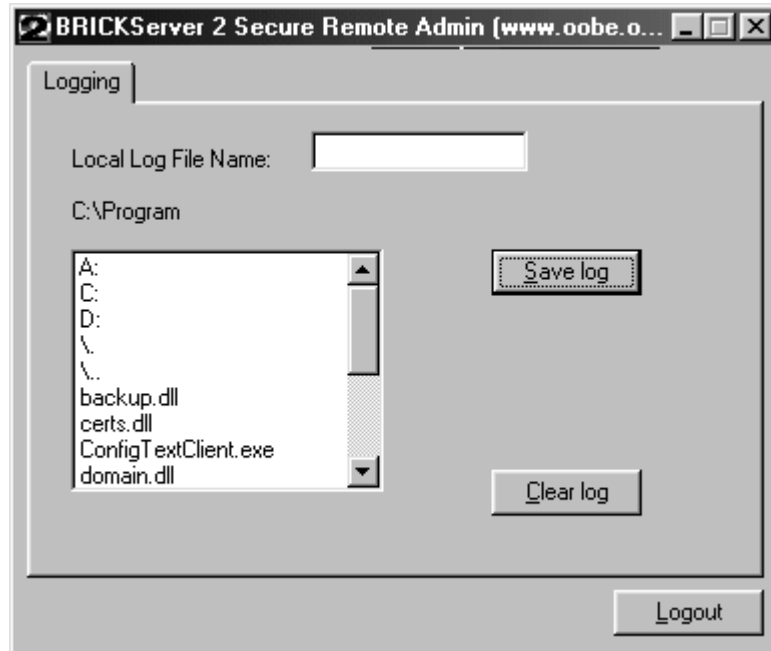 BRICKServer 2 Secure Remote Admin (www.oobe.o...
Logging
Local Log File Name:
C:\Program
A:
C:
D:
\.
\..
backup.dll
certs.dll
ConfigTextClient.exe
domain.dll
Save log
Clear log
Logout